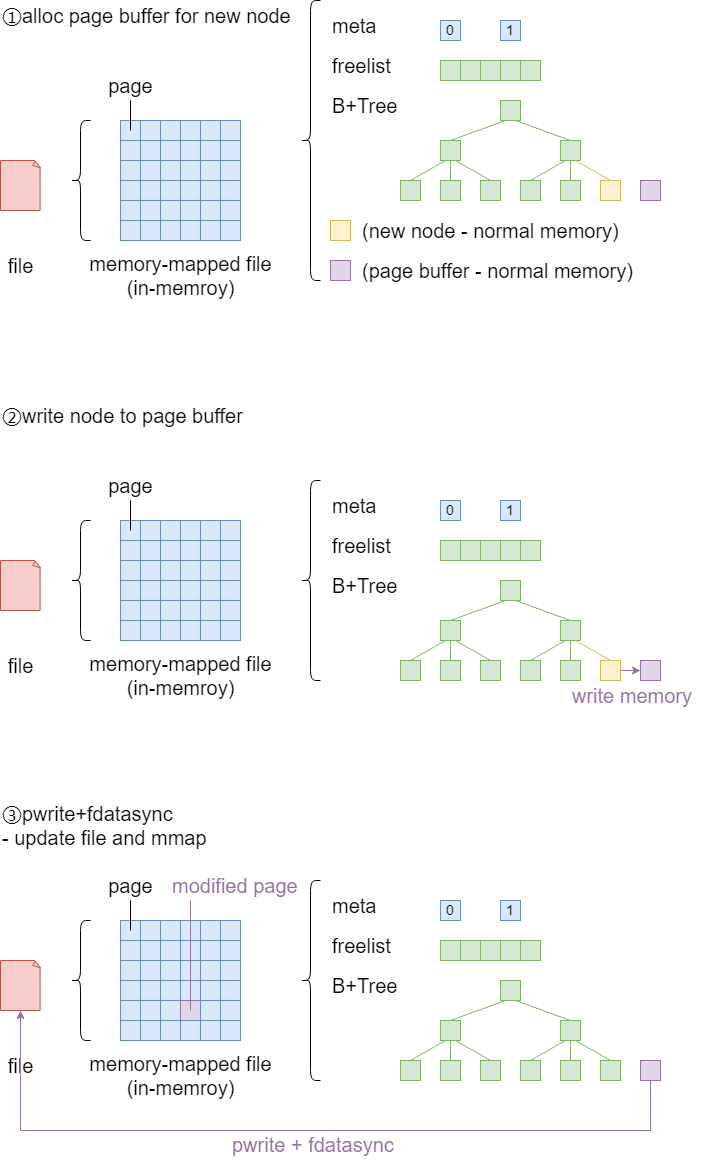 ①alloc page buffer for new node
meta
0
1
freelist
page
B+Tree
(new node - normal memory)
file
memory-mapped file
(in-memroy)
(page buffer - normal memory)
②write node to page buffer
page
meta
0
1
freelist
B+Tree
file
memory-mapped file
(in-memroy)
write memory
③pwrite+fdatasync
- update file and mmap
page
modified page
meta
0
1
freelist
B+Tree
file
memory-mapped file
(in-memroy)
pwrite + fdatasync